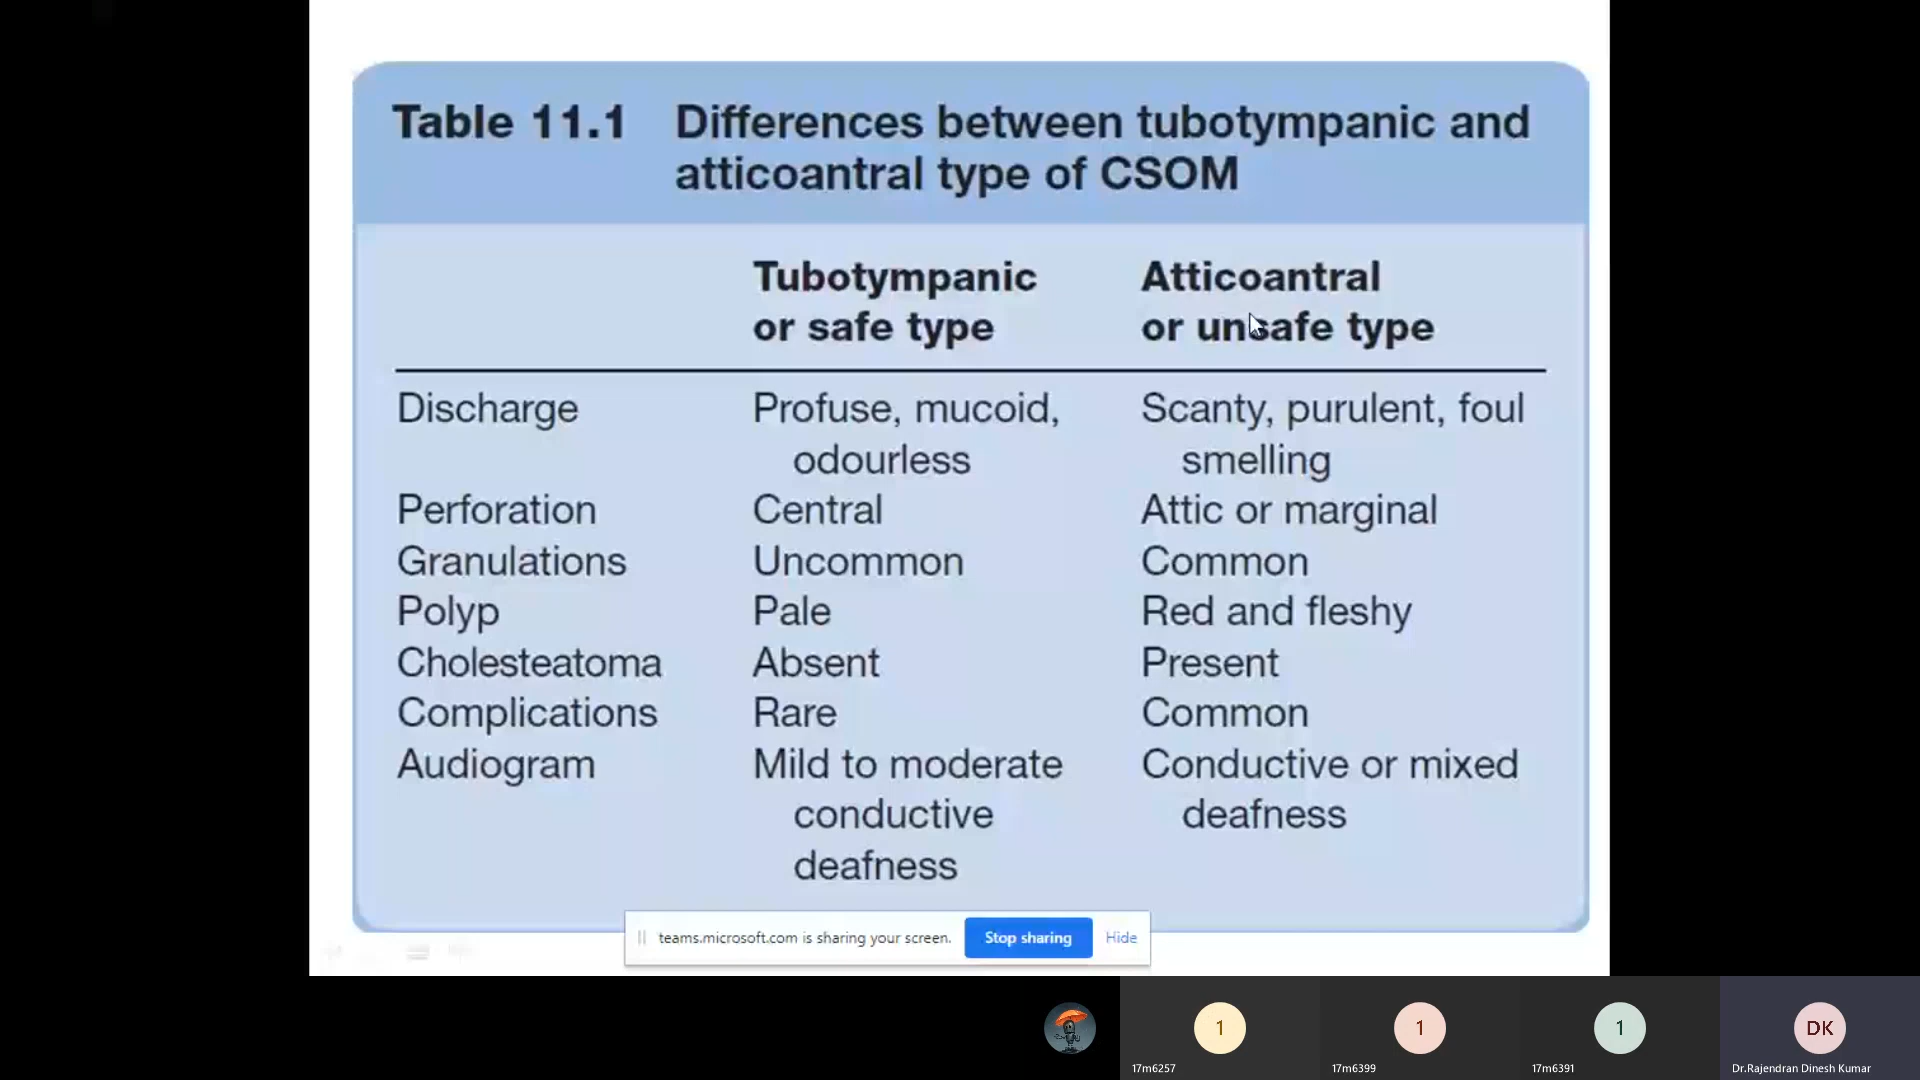 Table 11.1 Differences between tubotympanic and
atticoantral type of CSOM
Tubotympanic Atticoantral
or safe type or unsafe type
Discharge Profuse, mucoid, Scanty, purulent, foul
odourless smelling
Perforation Central Attic or marginal
Granulations Uncommon Common
Polyp Pale Red and fleshy
Cholesteatoma Absent Present
Complications Rare Common
Audiogram Mild to moderate Conductive or mixed
conductive deafness
deafness
teams.microsoft.com is sharing your screen. Stop sharing Hide
1 1 1 DK
17m6257 17m6399 17m6391 Dr.Rajendran Dinesh Kumar